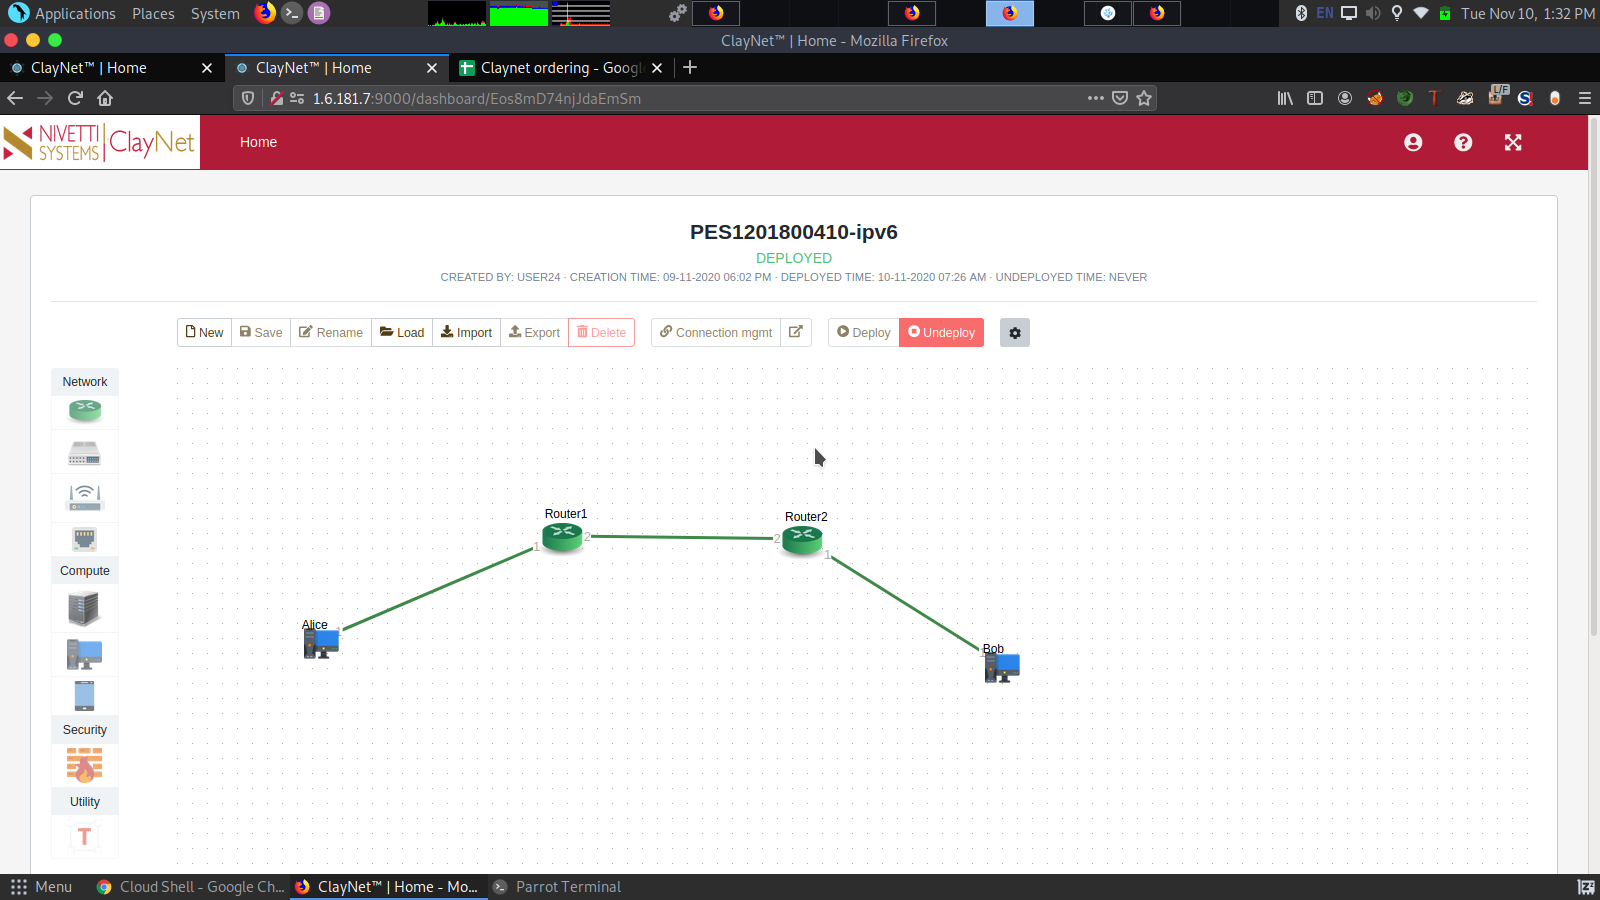 Applications Places System EN Tue Nov 10, 1:32 PM
ClayNet™ | Home - Mozilla Firefox
ClayNet™ | Home ClayNet™ | Home Claynet ordering - Googl
1.6.181.7:9000/dashboard/Eos8mD74njJdaEmSm L/F
NIVETTI SYSTEMS ClayNet Home
PES1201800410-ipv6
DEPLOYED
CREATED BY: USER24 · CREATION TIME: 09-11-2020 06:02 PM · DEPLOYED TIME: 10-11-2020 07:26 AM · UNDEPLOYED TIME: NEVER
New Save Rename Load Import Export Delete Connection mgmt Deploy Undeploy
Network
Router1 Router2
1 2 2 1
Compute
Alice 1
Bob
Security
Utility
T
Menu Cloud Shell - Google Ch... ClayNet™ | Home - Mo... Parrot Terminal